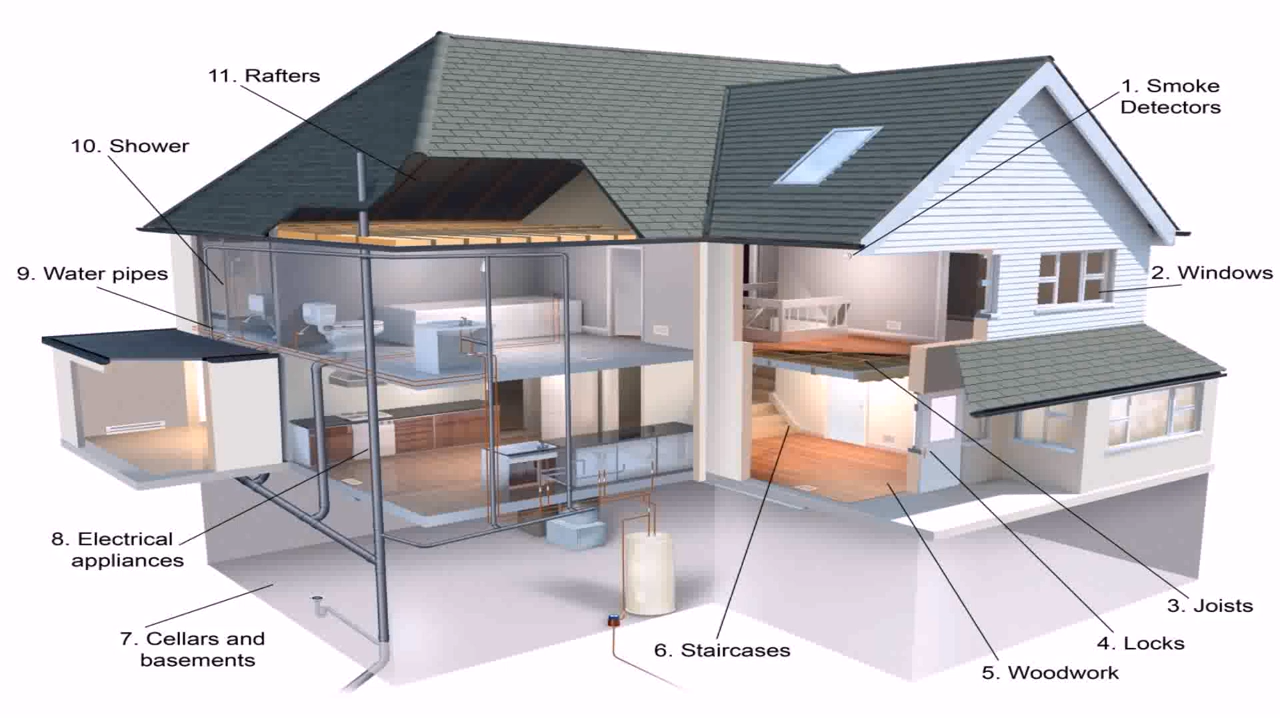 11. Rafters
1. Smoke
Detectors
10. Shower
9. Water pipes
2. Windows
8. Electrical
appliances
3. Joists
7. Cellars and
basements
4. Locks
6. Staircases
5. Woodwork